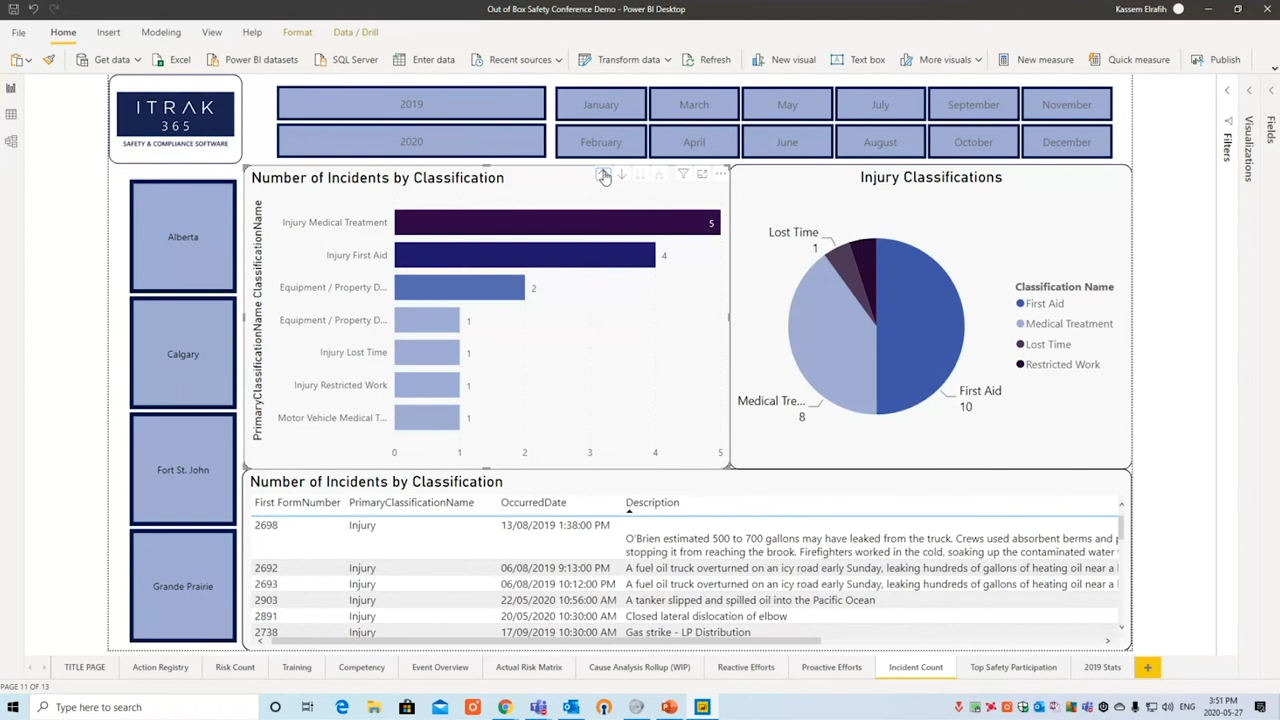 Out of Box Safety Conference Demo - Power BI Desktop
Kassem Elrafih
File Home Insert Modeling View Help Format Data / Drill
Get data Excel Power BI datasets SQL Server Enter data Recent sources Transform data Refresh New visual Text box More visuals New measure Quick measure Publish
ITRAK
365
SAFETY & COMPLIANCE SOFTWARE
2019
2020
January March May July September November
February April June August October December
Filters
Visualizations
Fields
Alberta
Calgary
Fort St. John
Grande Prairie
Number of Incidents by Classification
PrimaryClassificationName ClassificationName
Injury Medical Treatment 5
Injury First Aid 4
Equipment / Property D... 2
Equipment / Property D... 1
Injury Lost Time 1
Injury Restricted Work 1
Motor Vehicle Medical T... 1
0 1 2 3 4 5
Injury Classifications
Lost Time
1
Medical Tre...
8
First Aid
10
Classification Name
First Aid
Medical Treatment
Lost Time
Restricted Work
Number of Incidents by Classification
First FormNumber PrimaryClassificationName OccurredDate Description
2698 Injury 13/08/2019 1:38:00 PM
O'Brien estimated 500 to 700 gallons may have leaked from the truck. Crews used absorbent berms and
stopping it from reaching the brook. Firefighters worked in the cold, soaking up the contaminated water
2692 Injury 06/08/2019 9:13:00 PM A fuel oil truck overturned on an icy road early Sunday, leaking hundreds of gallons of heating oil near a
2693 Injury 06/08/2019 10:12:00 PM A fuel oil truck overturned on an icy road early Sunday, leaking hundreds of gallons of heating oil near a
2903 Injury 22/05/2020 10:56:00 AM A tanker slipped and spilled oil into the Pacific Ocean
2891 Injury 20/05/2020 10:30:00 AM Closed lateral dislocation of elbow
2738 Injury 17/09/2019 10:30:00 AM Gas strike - LP Distribution
TITLE PAGE Action Registry Risk Count Training Competency Event Overview Actual Risk Matrix Cause Analysis Rollup (WIP) Reactive Efforts Proactive Efforts Incident Count Top Safety Participation 2019 Stats
PAGE 11 OF 13
Type here to search
3:51 PM
2020-05-27